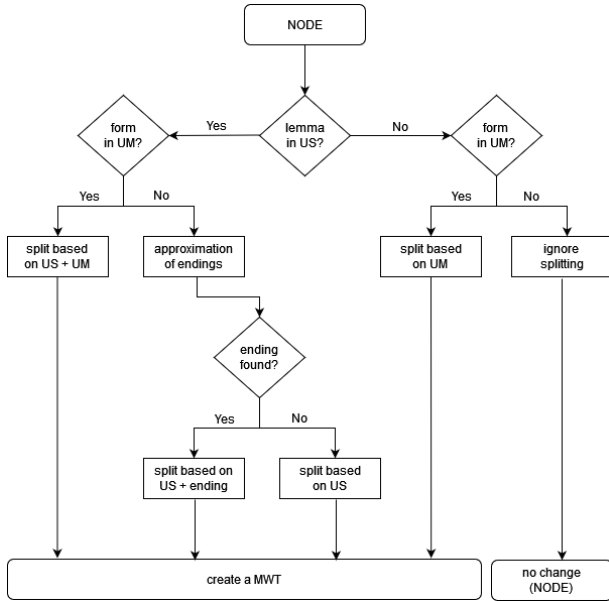 NODE
form
in UM?
Yes
lemma
in US?
No
form
in UM?
Yes
No
Yes
No
split based
on US + UM
approximation
of endings
split based
on UM
ignore
splitting
ending
found?
Yes
No
split based on
US + ending
split based
on US
create a MWT
no change
(NODE)